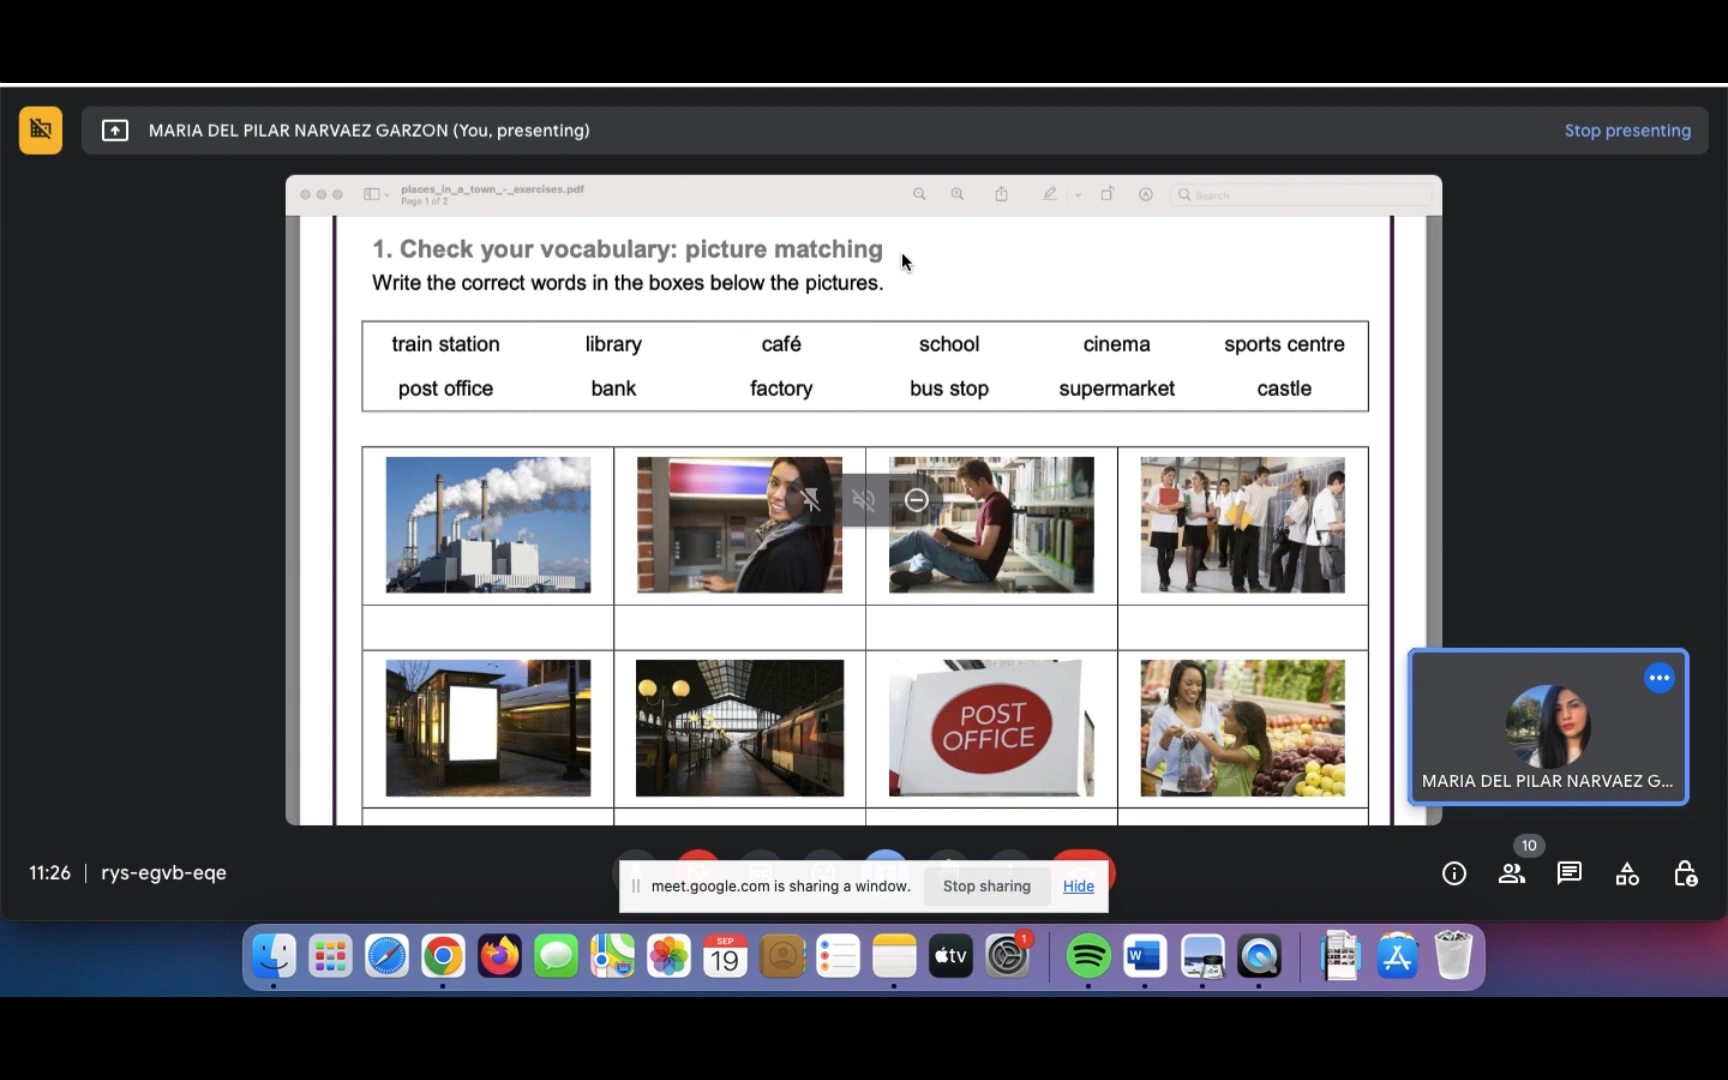 MARIA DEL PILAR NARVAEZ GARZON (You, presenting)
Stop presenting
places_in_a_town_-_exercises.pdf
Page 1 of 2
Search
1. Check your vocabulary: picture matching
Write the correct words in the boxes below the pictures.
train station library café school cinema sports centre
post office bank factory bus stop supermarket castle
POST
OFFICE
MARIA DEL PILAR NARVAEZ G...
10
11:26 | rys-egvb-eqe
meet.google.com is sharing a window. Stop sharing Hide
SEP
19
tv
1
W